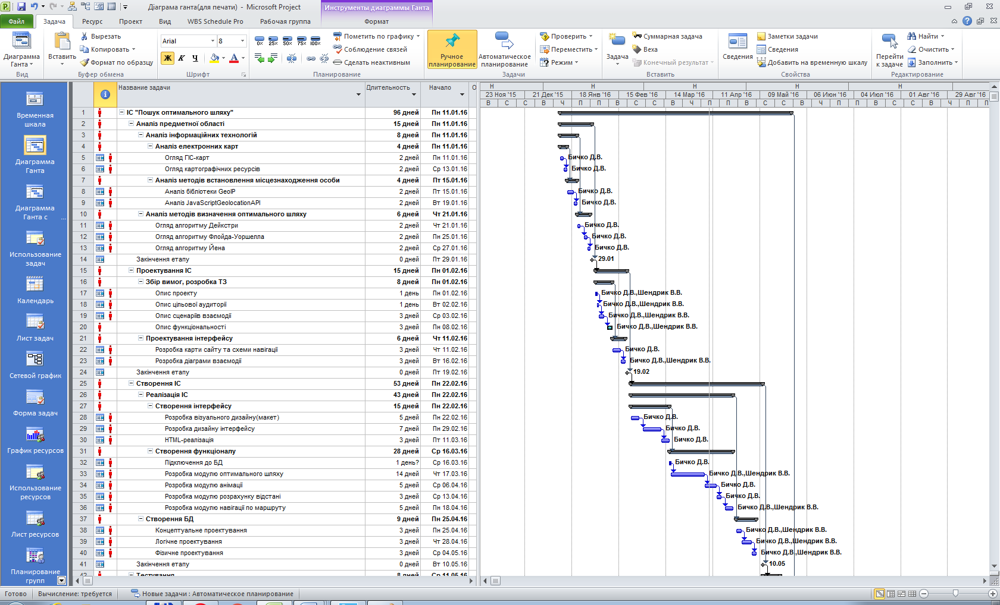 Діаграма ганта(для печати) - Microsoft Project
Инструменты диаграммы Ганта
Файл Задача Ресурс Проект Вид WBS Schedule Pro Рабочая группа Формат
Диаграмма Ганта
Вид
Вставить
Вырезать
Копировать
Формат по образцу
Буфер обмена
Arial 8
Ж К Ч
Шрифт
0% 25% 50% 75% 100%
Пометить по графику
Соблюдение связей
Сделать неактивным
Планирование
Ручное планирование
Автоматическое планирование
Проверить
Переместить
Режим
Задачи
Задача
Суммарная задача
Веха
Конечный результат
Вставить
Сведения
Заметки задачи
Сведения
Добавить на временную шкалу
Свойства
Перейти к задаче
Найти
Очистить
Заполнить
Редактирование
Временная шкала
Диаграмма Ганта
Диаграмма Ганта с ...
Использование задач
Календарь
Лист задач
Сетевой график
Форма задач
График ресурсов
Использование ресурсов
Лист ресурсов
Планирование групп
Название задачи Длительность Начало О
Н Н Н Н Н
23 Ноя '15 21 Дек '15 18 Янв '16 15 Фев '16 14 Мар '16 11 Апр '16 09 Май '16 06 Июн '16 04 Июл '16 01 Авг '16 29 Авг '16
В С С В Ч П П В С С В Ч П П В С С В Ч П П В С С В Ч П П
1 ІС "Пошук оптимального шляху" 96 дней Пн 11.01.16
2 Аналіз предметної області 15 дней Пн 11.01.16
3 Аналіз інформаційних технологій 8 дней Пн 11.01.16
4 Аналіз електронних карт 4 дней Пн 11.01.16
5 Огляд ГІС-карт 2 дней Пн 11.01.16 Бичко Д.В.
6 Огляд картографічних ресурсів 2 дней Ср 13.01.16 Бичко Д.В.
7 Аналіз методів встановлення місцезнаходження особи 4 дней Пт 15.01.16
8 Аналіз бібліотеки GeoIP 2 дней Пт 15.01.16 Бичко Д.В.
9 Аналіз JavaScriptGeolocationAPI 2 дней Вт 19.01.16 Бичко Д.В.
10 Аналіз методів визначення оптимального шляху 6 дней Чт 21.01.16
11 Огляд алгоритму Дейкстри 2 дней Чт 21.01.16 Бичко Д.В.
12 Огляд алгоритму Флойда-Уоршелла 2 дней Пн 25.01.16 Бичко Д.В.
13 Огляд алгоритму Йена 2 дней Ср 27.01.16 Бичко Д.В.
14 Закінчення етапу 0 дней Пт 29.01.16 29.01
15 Проектування ІС 15 дней Пн 01.02.16
16 Збір вимог, розробка ТЗ 8 дней Пн 01.02.16
17 Опис проекту 1 день Пн 01.02.16 Бичко Д.В.,Шендрик В.В.
18 Опис цільової аудиторії 1 день Вт 02.02.16 Бичко Д.В.,Шендрик В.В.
19 Опис сценаріїв взаємодії 3 дней Ср 03.02.16 Бичко Д.В.,Шендрик В.В.
20 Опис функціональності 3 дней Пн 08.02.16 Бичко Д.В.,Шендрик В.В.
21 Проектування інтерфейсу 6 дней Чт 11.02.16
22 Розробка карти сайту та схеми навігації 3 дней Чт 11.02.16 Бичко Д.В.
23 Розробка діаграми взаємодії 3 дней Вт 16.02.16 Бичко Д.В.,Шендрик В.В.
24 Закінчення етапу 0 дней Пт 19.02.16 19.02
25 Створення ІС 53 дней Пн 22.02.16
26 Реалізація ІС 43 дней Пн 22.02.16
27 Створення інтерфейсу 15 дней Пн 22.02.16
28 Розробка візуального дизайну(макет) 5 дней Пн 22.02.16 Бичко Д.В.
29 Розробка дизайну інтерфейсу 7 дней Пн 29.02.16 Бичко Д.В.
30 HTML-реалізація 3 дней Пт 11.03.16 Бичко Д.В.
31 Створення функціоналу 28 дней Ср 16.03.16
32 Підключення до БД 1 день? Ср 16.03.16 Бичко Д.В.
33 Розробка модулю оптимального шляху 14 дней Чт 17.03.16 Бичко Д.В.,Шендрик В.В.
34 Розробка модулю анімації 5 дней Ср 06.04.16 Бичко Д.В.
35 Розробка модулю розрахунку відстані 3 дней Ср 13.04.16 Бичко Д.В.
36 Розробка модулю навігації по маршруту 5 дней Пн 18.04.16 Бичко Д.В.,Шендрик В.В.
37 Створення БД 9 дней Пн 25.04.16
38 Концептуальне проектування 3 дней Пн 25.04.16 Бичко Д.В.,Шендрик В.В.
39 Логічне проектування 3 дней Чт 28.04.16 Бичко Д.В.,Шендрик В.В.
40 Фізичне проектування 3 дней Ср 04.05.16 Бичко Д.В.,Шендрик В.В.
41 Закінчення етапу 0 дней Вт 10.05.16 10.05
42 Тестування 8 дней Ср 11.05.16
Готово Вычисление: требуется Новые задачи : Автоматическое планирование